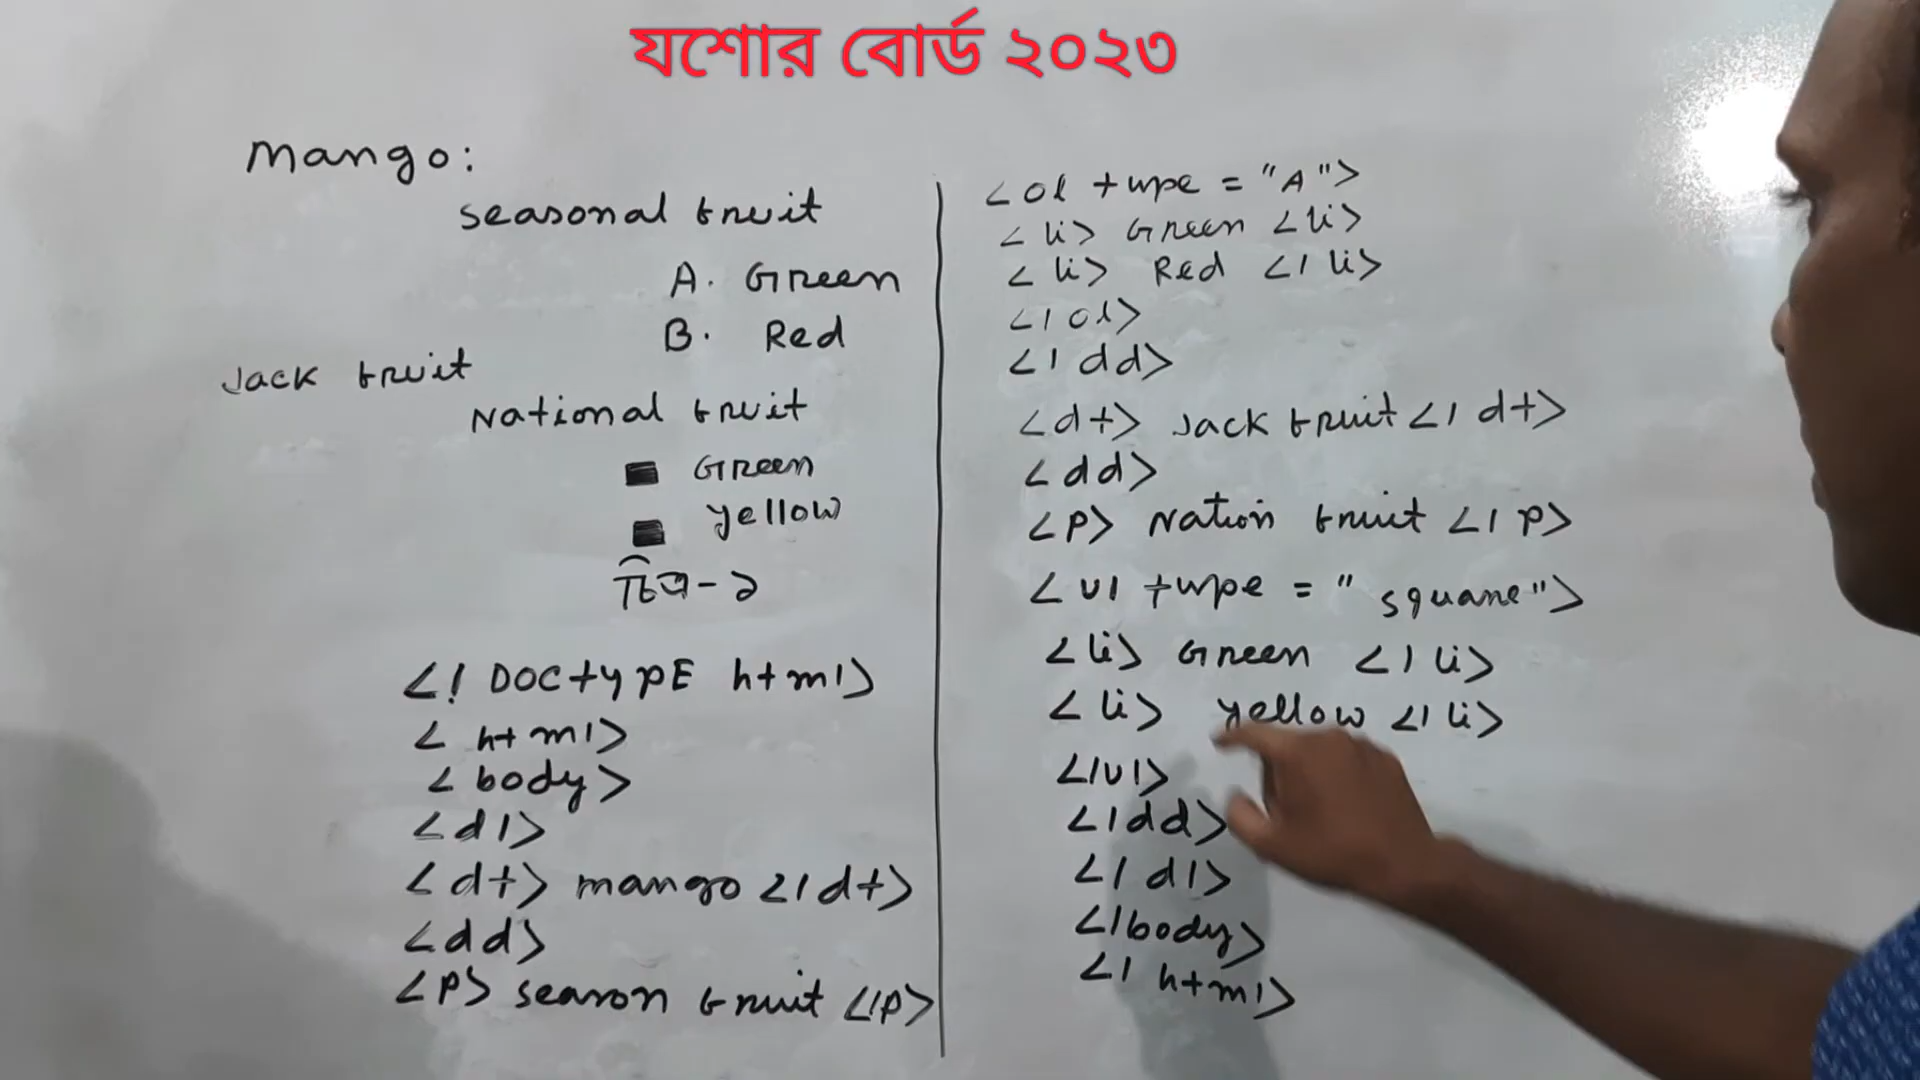 যশোর বোর্ড ২০২৩
Mango:
Seasonal fruit
A. Green
B. Red
Jack fruit
National fruit
Green
yellow
চিত্র-১
<! DOCtypE html>
< html>
< body>
<dl>
<dt> mango </dt>
<dd>
<P> season fruit </p>
<ol type = "A">
< li> Green <li>
< li> Red </ li>
</ ol>
</ dd>
<dt> Jack fruit </ dt>
<dd>
<P> Nation fruit </ P>
<ul type = "square">
<li> Green </ li>
<li> yellow </ li>
</ul>
</dd>
</ dl>
</body>
</ html>